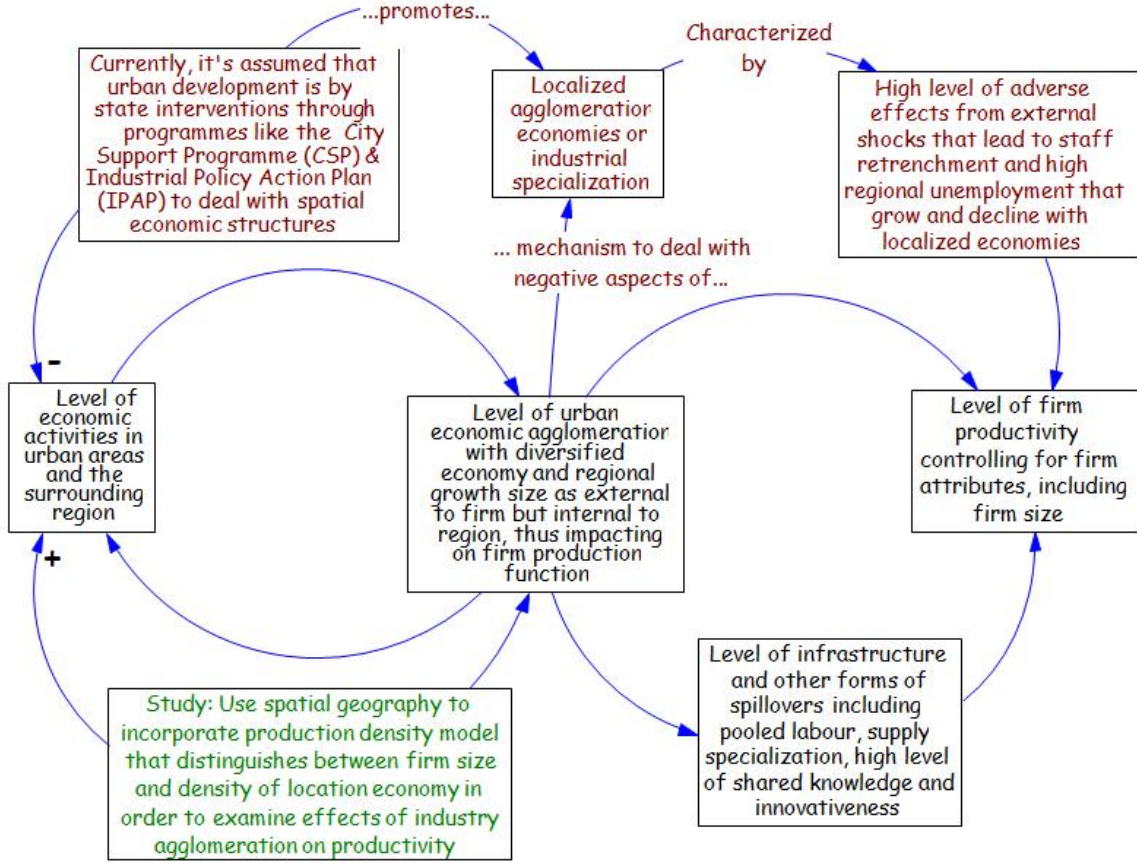 ...promotes...
Characterized
by
Currently, it's assumed that
urban development is by
state interventions through
programmes like the City
Support Programme (CSP) &
Industrial Policy Action Plan
(IPAP) to deal with spatial
economic structures
Localized
agglomeration
economies or
industrial
specialization
High level of adverse
effects from external
shocks that lead to staff
retrenchment and high
regional unemployment that
grow and decline with
localized economies
... mechanism to deal with
negative aspects of...
-
Level of
economic
activities in
urban areas
and the
surrounding
region
+
Level of urban
economic agglomeration
with diversified
economy and regional
growth size as external
to firm but internal to
region, thus impacting
on firm production
function
Level of firm
productivity
controlling for firm
attributes, including
firm size
Study: Use spatial geography to
incorporate production density model
that distinguishes between firm size
and density of location economy in
order to examine effects of industry
agglomeration on productivity
Level of infrastructure
and other forms of
spillovers including
pooled labour, supply
specialization, high level
of shared knowledge and
innovativeness